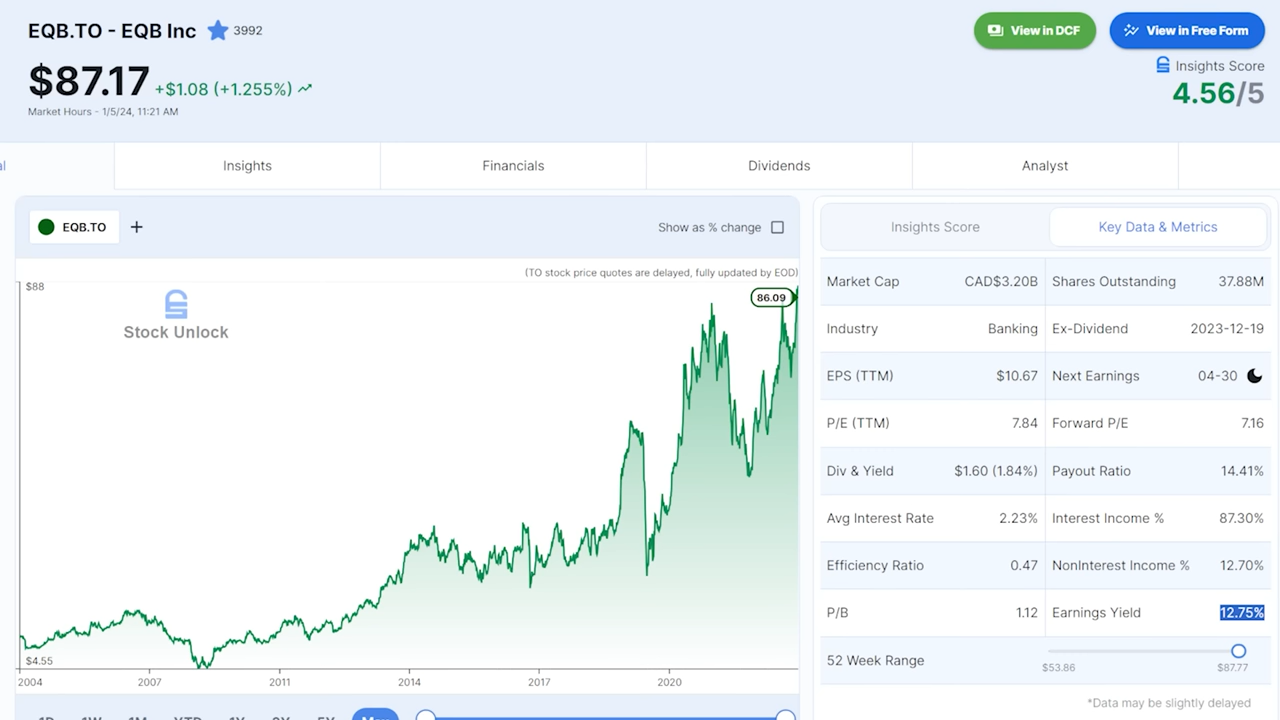 EQB.TO - EQB Inc 3992
View in DCF
View in Free Form
$87.17 +$1.08 (+1.255%)
Market Hours - 1/5/24, 11:21 AM
Insights Score
4.56/5
Insights
Financials
Dividends
Analyst
EQB.TO +
Show as % change
(TO stock price quotes are delayed, fully updated by EOD)
$88
86.09
Stock Unlock
$4.55
2004 2007 2011 2014 2017 2020
Insights Score
Key Data & Metrics
Market Cap CAD$3.20B Shares Outstanding 37.88M
Industry Banking Ex-Dividend 2023-12-19
EPS (TTM) $10.67 Next Earnings 04-30
P/E (TTM) 7.84 Forward P/E 7.16
Div & Yield $1.60 (1.84%) Payout Ratio 14.41%
Avg Interest Rate 2.23% Interest Income % 87.30%
Efficiency Ratio 0.47 NonInterest Income % 12.70%
P/B 1.12 Earnings Yield 12.75%
52 Week Range $53.86 $87.77
*Data may be slightly delayed